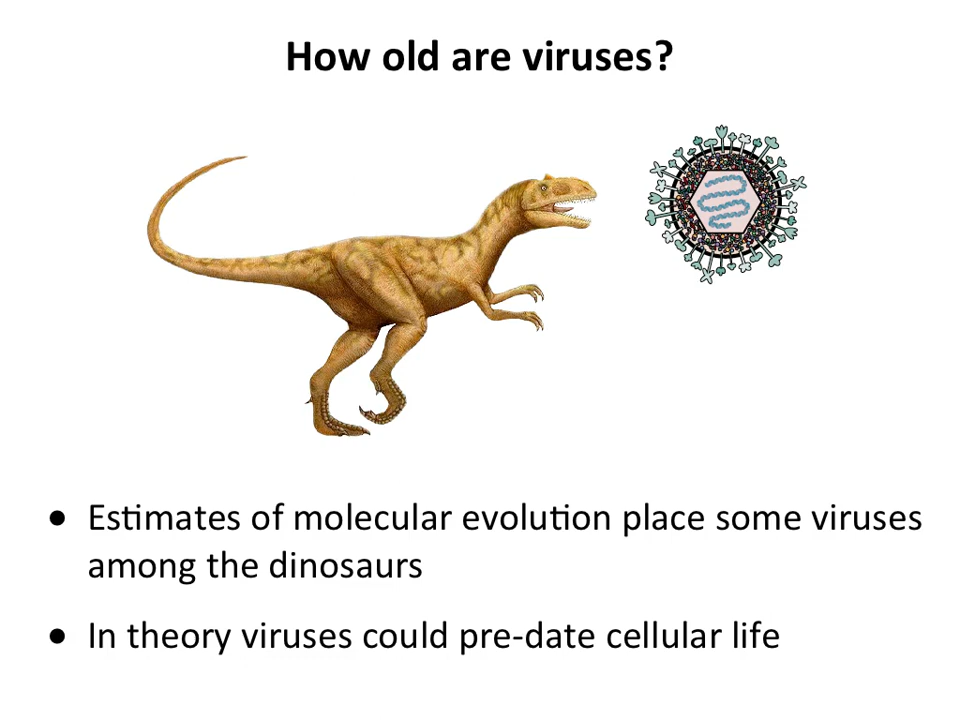 How old are viruses?
● Estimates of molecular evolution place some viruses
among the dinosaurs
● In theory viruses could pre-date cellular life